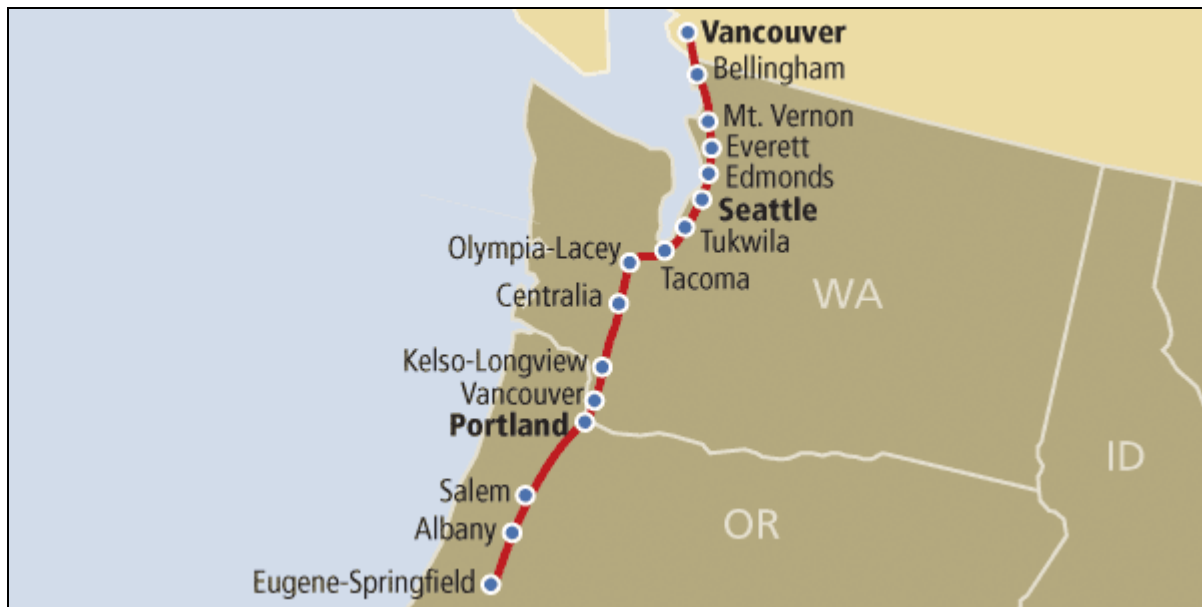 Vancouver
Bellingham
Mt. Vernon
Everett
Edmonds
Seattle
Tukwila
Olympia-Lacey
Tacoma
WA
Centralia
Kelso-Longview
Vancouver
Portland
ID
Salem
OR
Albany
Eugene-Springfield